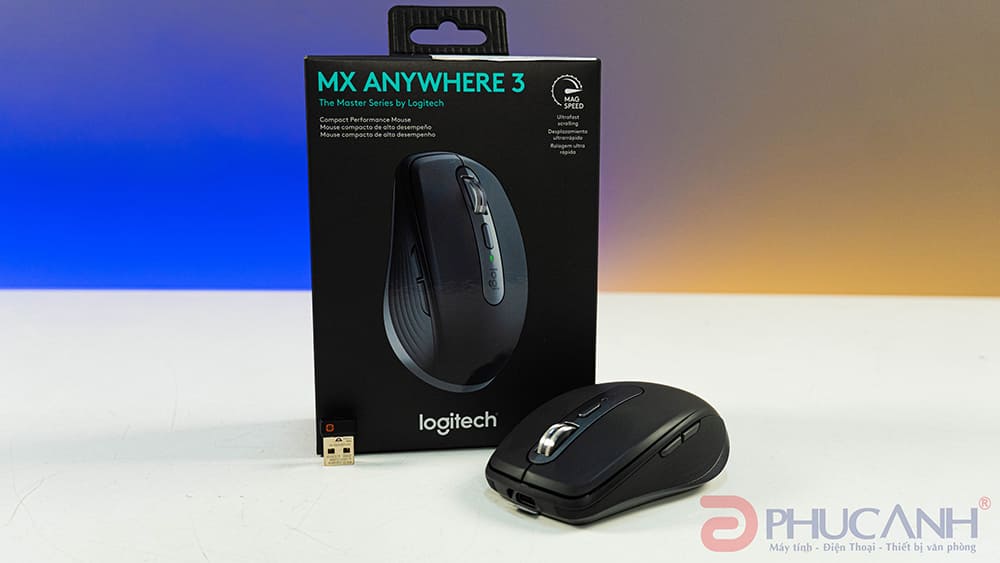 MX ANYWHERE 3
The Master Series by Logitech
Compact Performance Mouse
Mouse compacto de alto desempeño
Mouse compacto de alto desempenho
MAG
SPEED
Ultrafast
scrolling
Desplazamiento
ultrarrápido
Rolagem ultra
rápida
logi
logitech
PHUCANH®
Máy tính - Điện Thoại - Thiết bị văn phòng